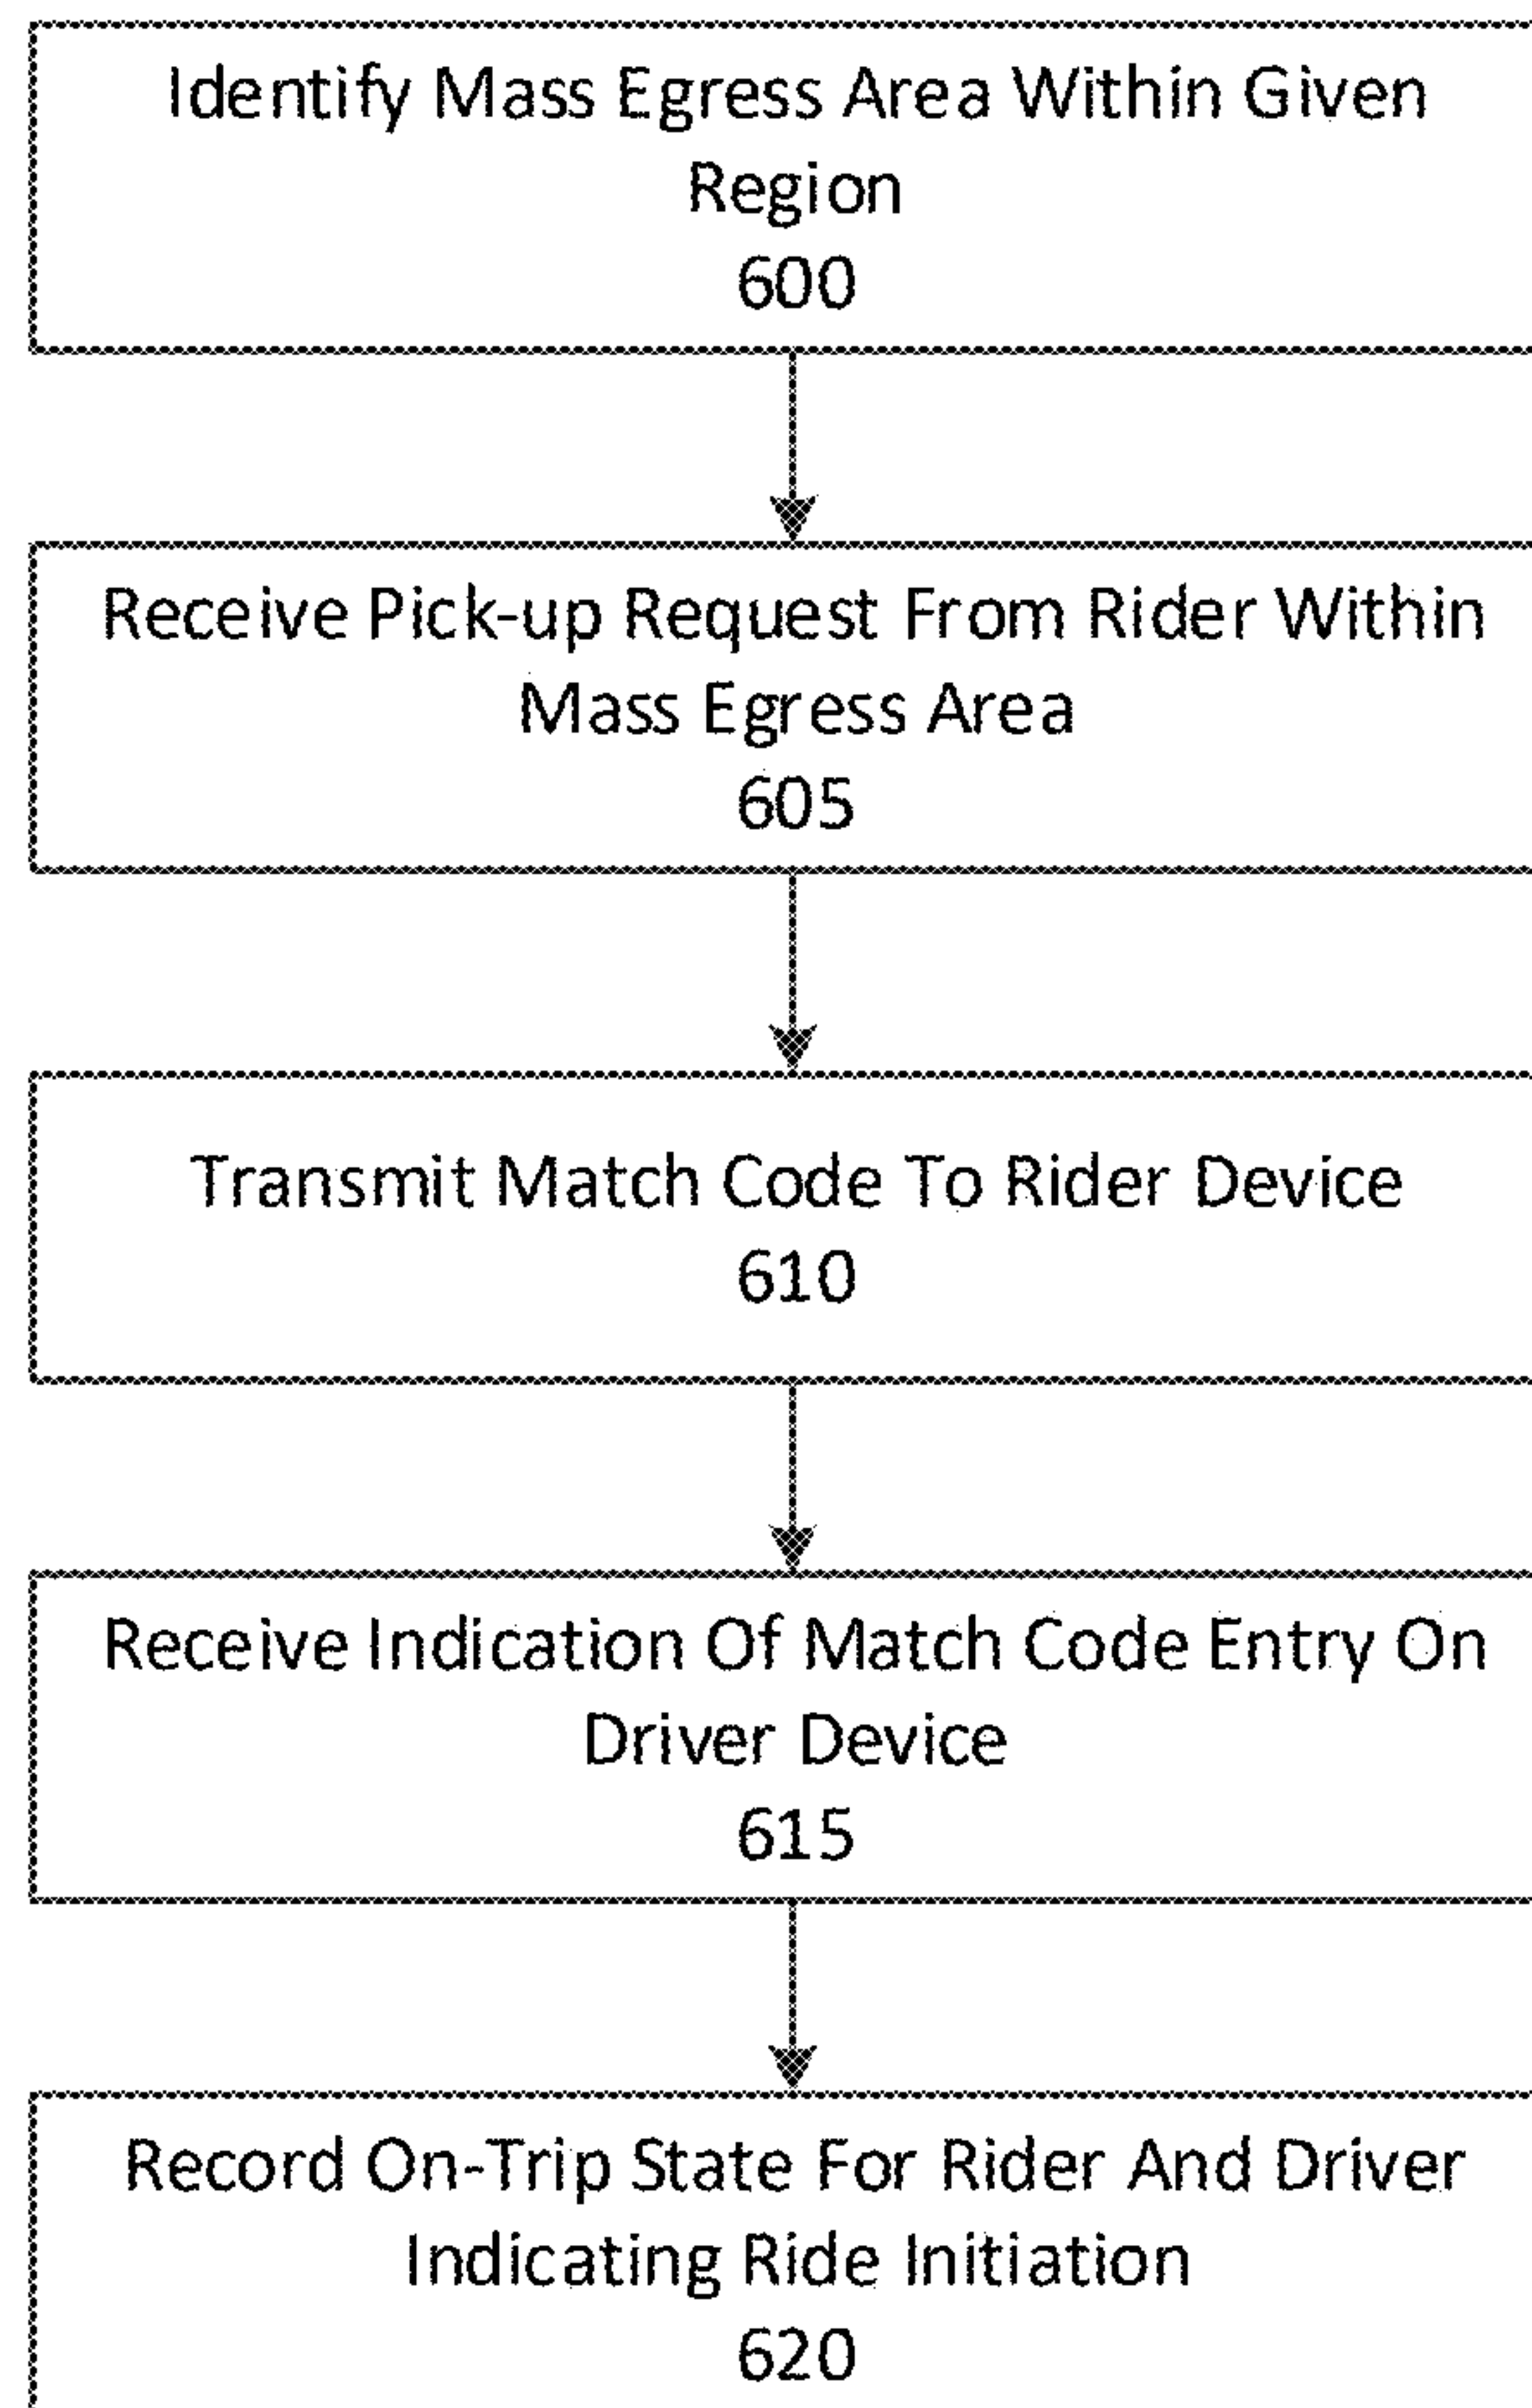 Identify Mass Egress Area Within Given
Region
600
Receive Pick-up Request From Rider Within
Mass Egress Area
605
Transmit Match Code To Rider Device
610
Receive Indication Of Match Code Entry On
Driver Device
615
Record On-Trip State For Rider And Driver
Indicating Ride Initiation
620